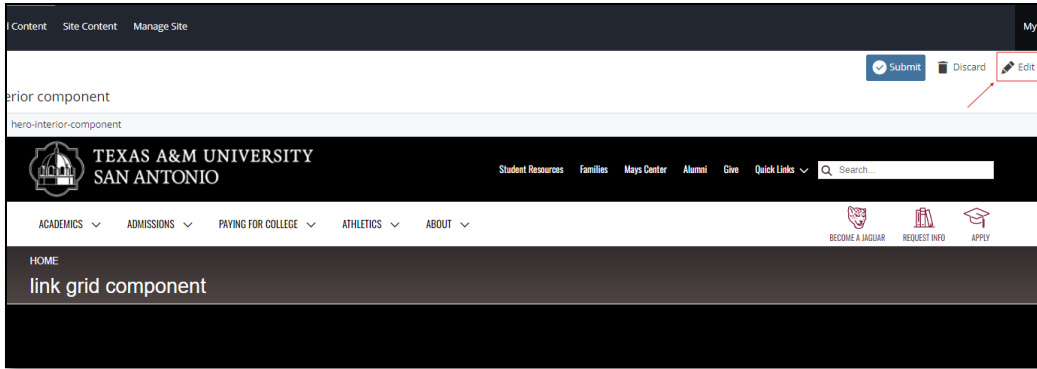 Content Site Content Manage Site My
Submit Discard Edit
erior component
hero-interior-component
TEXAS A&M UNIVERSITY
SAN ANTONIO
Student Resources Families Mays Center Alumni Give Quick Links Search...
ACADEMICS ADMISSIONS PAYING FOR COLLEGE ATHLETICS ABOUT
BECOME A JAGUAR REQUEST INFO APPLY
HOME
link grid component